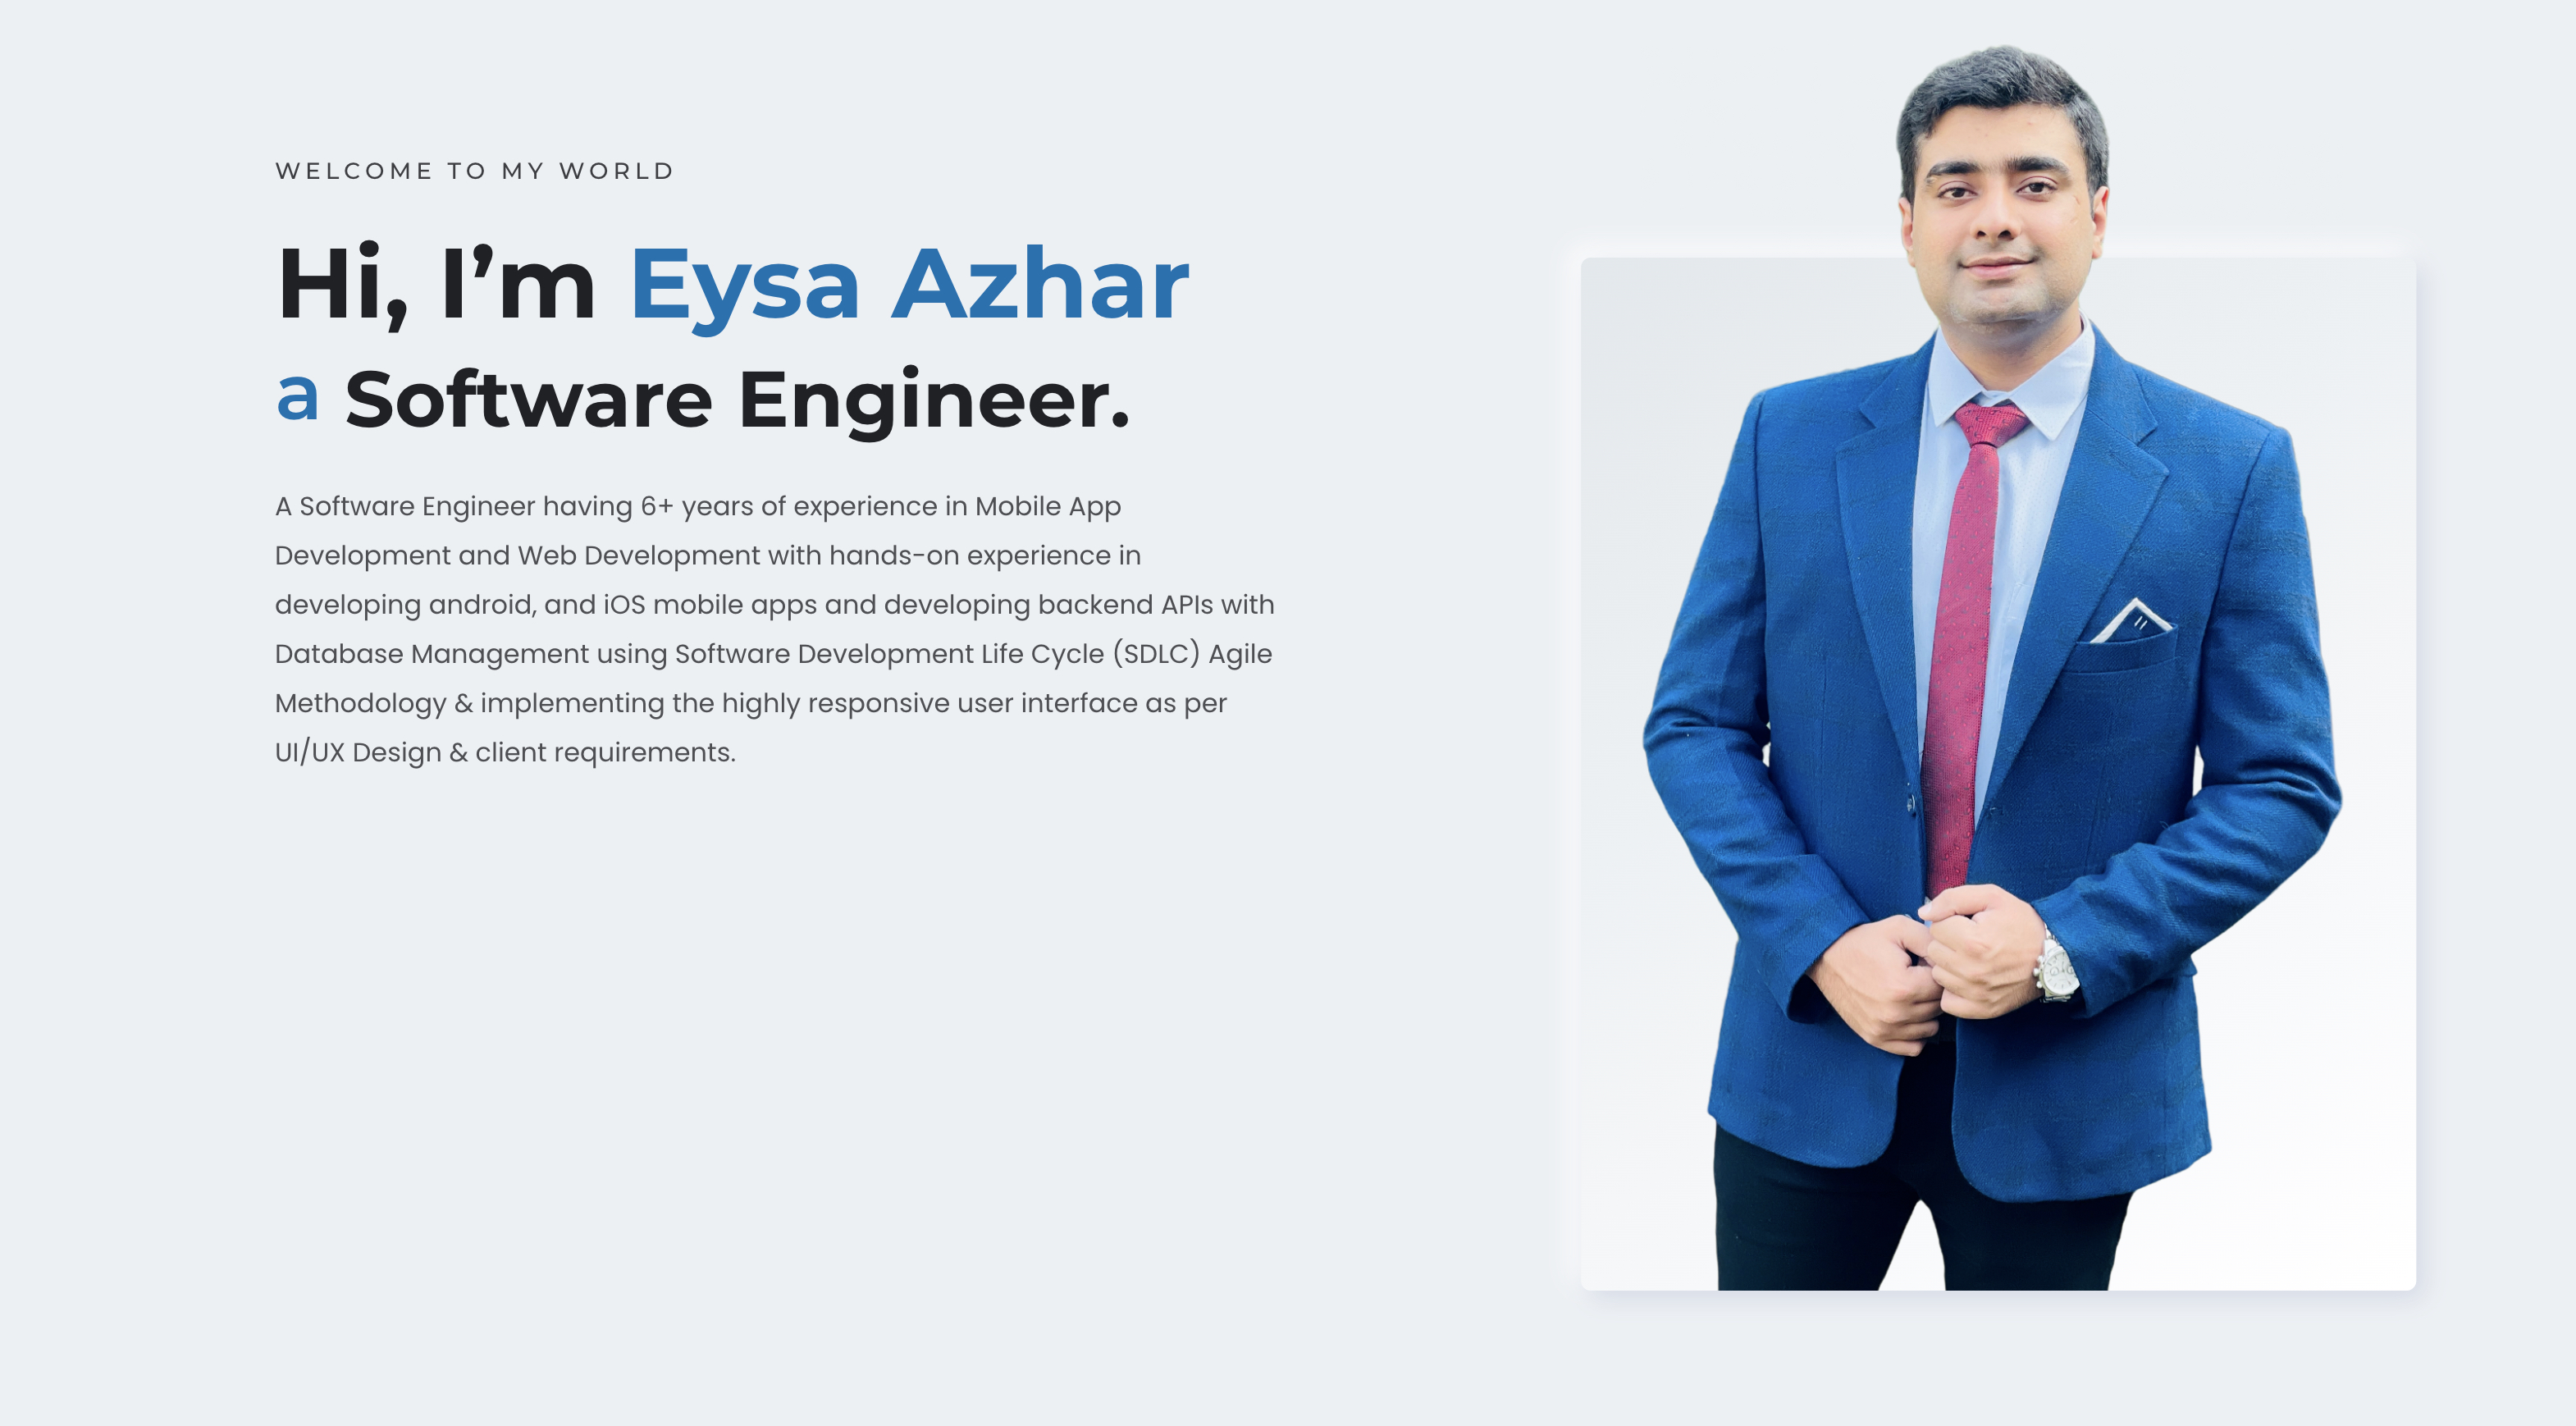 WELCOME TO MY WORLD
Hi, I’m Eysa Azhar
a Software Engineer.
A Software Engineer having 6+ years of experience in Mobile App
Development and Web Development with hands-on experience in
developing android, and iOS mobile apps and developing backend APIs with
Database Management using Software Development Life Cycle (SDLC) Agile
Methodology & implementing the highly responsive user interface as per
UI/UX Design & client requirements.